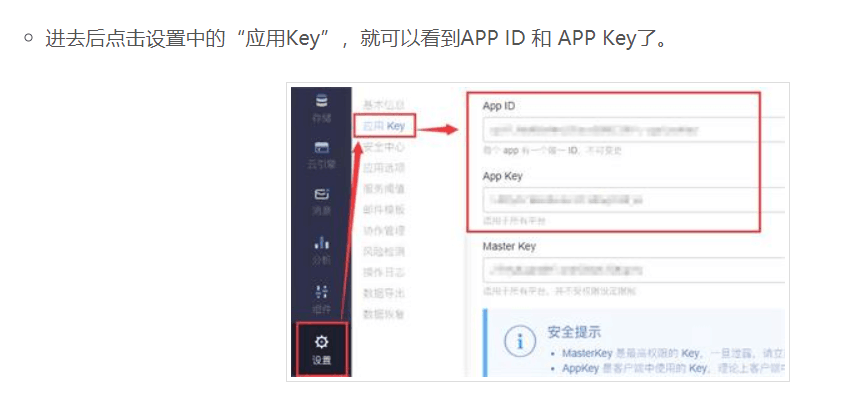 进去后点击设置中的“应用Key”，就可以看到APP ID 和 APP Key了。
存储
云引擎
消息
分析
组件
设置
基本信息
应用 Key
安全中心
应用选项
服务阈值
邮件模板
协作管理
风险检测
操作日志
数据导出
数据恢复
App ID
每个 app 有一个唯一 ID，不可变更
App Key
适用于所有平台
Master Key
适用于所有平台，并不受权限设定限制
安全提示
• MasterKey 是最高权限的 Key，一旦泄露，请立
• AppKey 是客户端中使用的 Key，理论上客户端中